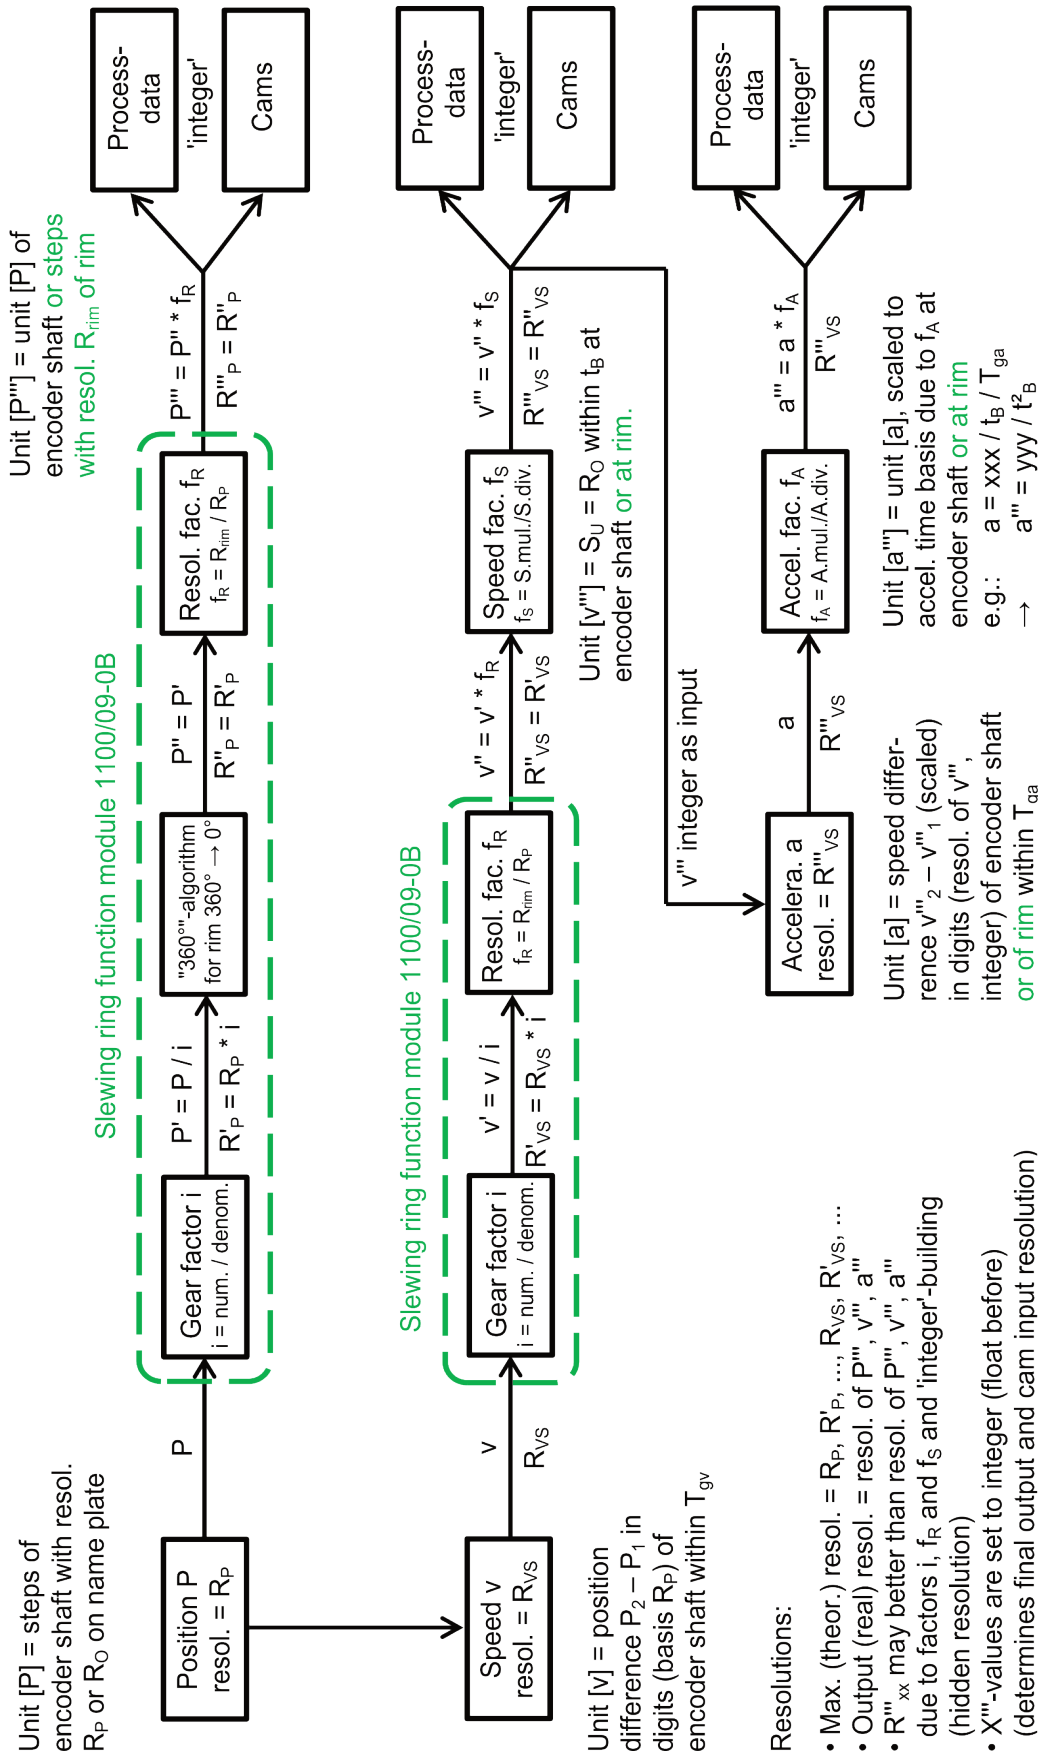 Unit [P] = steps of
encoder shaft with resol.
R_P or R_O on name plate
Position P
resol. = R_P
P
Slewing ring function module 1100/09-0B
Gear factor i
i = num. / denom.
P' = P / i
R'_P = R_P * i
"360°"-algorithm
for rim 360° → 0°
P'' = P'
R''_P = R'_P
Resol. fac. f_R
f_R = R_rim / R_P
Unit [P'''] = unit [P] of
encoder shaft or steps
with resol. R_rim of rim
P''' = P'' * f_R
R'''_P = R''_P
Process-
data
'integer'
Cams
Speed v
resol. = R_VS
Unit [v] = position
difference P_2 – P_1 in
digits (basis R_P) of
encoder shaft within T_gv
v
R_VS
Slewing ring function module 1100/09-0B
Gear factor i
i = num. / denom.
v' = v / i
R'_VS = R_VS * i
Resol. fac. f_R
f_R = R_rim / R_P
v'' = v' * f_R
R''_VS = R'_VS
Speed fac. f_S
f_S = S.mul./S.div.
v''' = v'' * f_S
R'''_VS = R''_VS
Unit [v'''] = S_U = R_O within t_B at
encoder shaft or at rim.
Process-
data
'integer'
Cams
v''' integer as input
Accelera. a
resol. = R'''_VS
Unit [a] = speed diffe-
rence v'''_2 – v'''_1 (scaled)
in digits (resol. of v''',
integer) of encoder shaft
or of rim within T_ga
a
R'''_VS
Accel. fac. f_A
f_A = A.mul./A.div.
a''' = a * f_A
R'''_VS
Unit [a'''] = unit [a], scaled to
accel. time basis due to f_A at
encoder shaft or at rim
e.g.: a = xxx / t_B / T_ga
→ a''' = yyy / t²_B
Process-
data
'integer'
Cams
Resolutions:
• Max. (theor.) resol. = R_P, R'_P, ..., R_VS, R'_VS, ...
• Output (real) resol. = resol. of P''', v''', a'''
• R'''_xx may better than resol. of P''', v''', a'''
due to factors i, f_R and f_S and 'integer'-building
(hidden resolution)
• X'''-values are set to integer (float before)
(determines final output and cam input resolution)